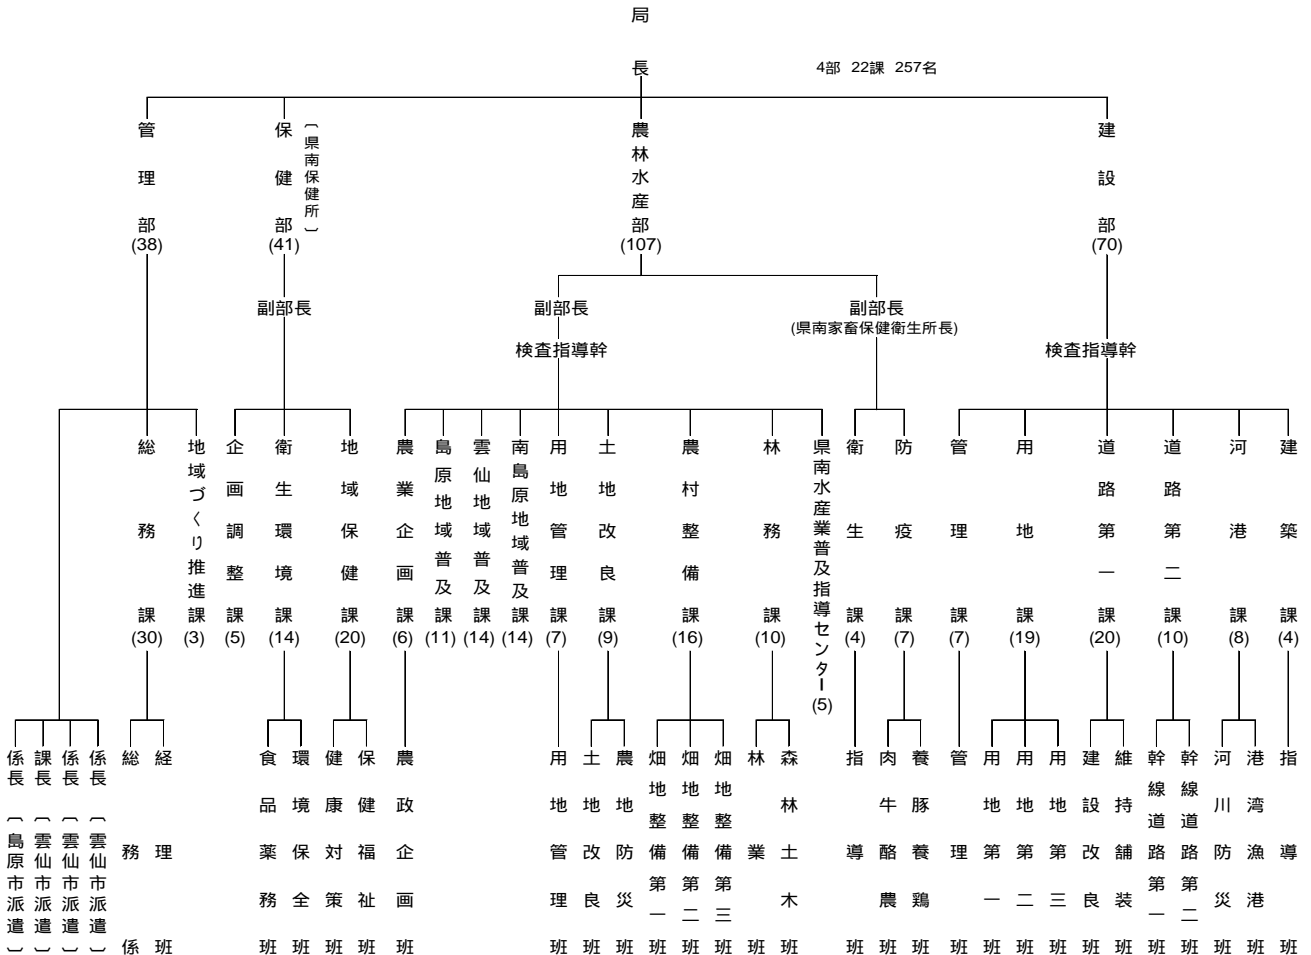 局長
4部 22課 257名
管理部
(38)
保健部
〔県南保健所〕
(41)
農林水産部
(107)
建設部
(70)
副部長
副部長
副部長
(県南家畜保健衛生所長)
検査指導幹
検査指導幹
総務課
(30)
地域づくり推進課
(3)
企画調整課
(5)
衛生環境課
(14)
地域保健課
(20)
農業企画課
(6)
島原地域普及課
(11)
雲仙地域普及課
(14)
南島原地域普及課
(14)
用地管理課
(7)
土地改良課
(9)
農村整備課
(16)
林務課
(10)
県南水産業普及指導センター
(5)
衛生課
(4)
防疫課
(7)
管理課
(7)
用地課
(19)
道路第一課
(20)
道路第二課
(10)
河港課
(8)
建築課
(4)
係長〔島原市派遣〕
課長〔雲仙市派遣〕
係長〔雲仙市派遣〕
係長〔雲仙市派遣〕
総務係
経理班
食品薬務班
環境保全班
健康対策班
保健福祉班
農政企画班
用地管理班
土地改良班
農地防災班
畑地整備第一班
畑地整備第二班
畑地整備第三班
林業班
森林土木班
指導班
肉牛酪農班
養豚養鶏班
管理班
用地第一班
用地第二班
用地第三班
建設改良班
維持舗装班
幹線道路第一班
幹線道路第二班
河川防災班
港湾漁港班
指導班